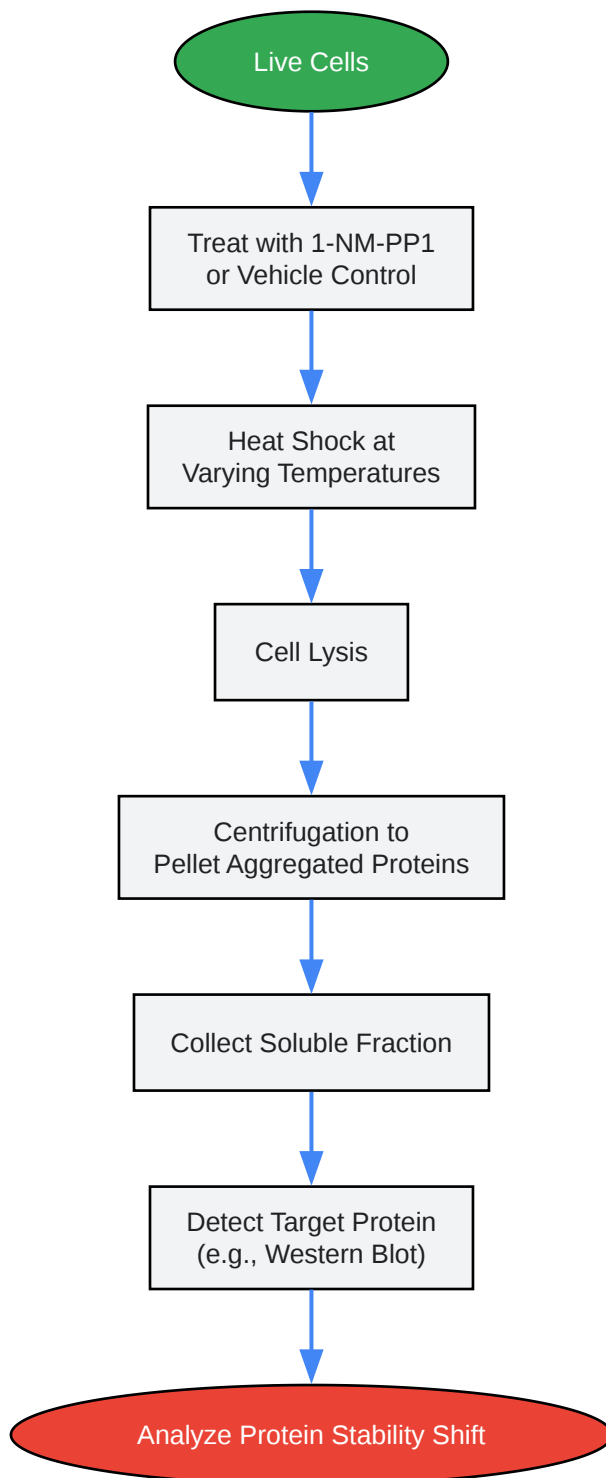 Live Cells
Treat with 1-NM-PP1
or Vehicle Control
Heat Shock at
Varying Temperatures
Cell Lysis
Centrifugation to
Pellet Aggregated Proteins
Collect Soluble Fraction
Detect Target Protein
(e.g., Western Blot)
Analyze Protein Stability Shift